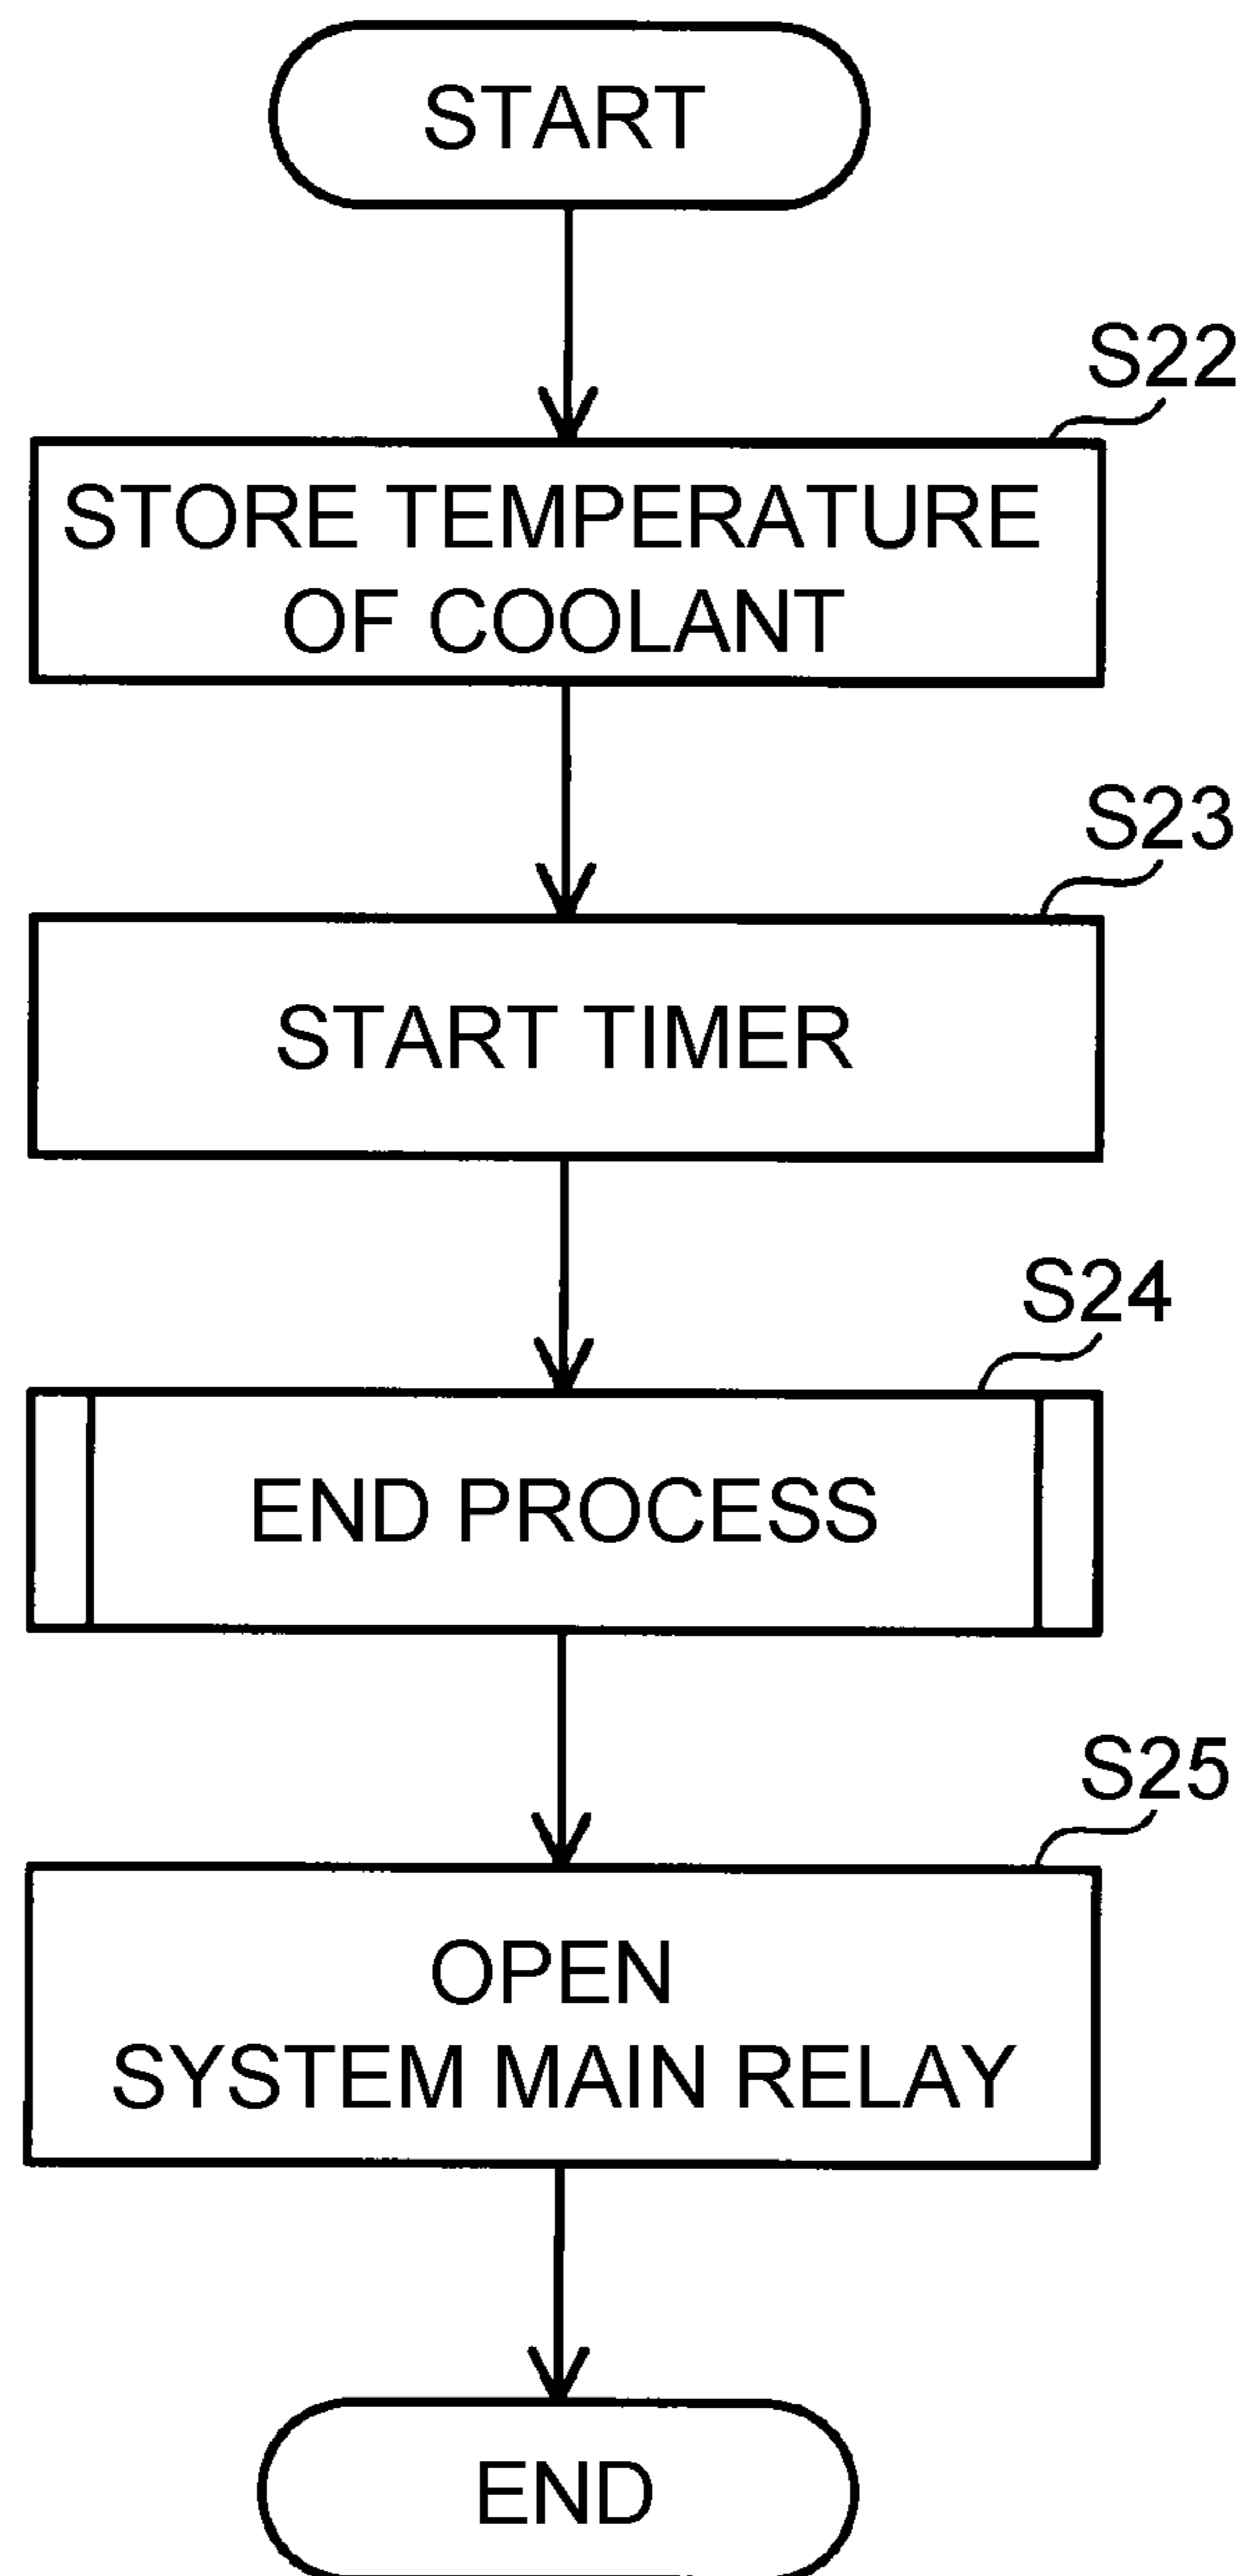 START
S22
STORE TEMPERATURE
OF COOLANT
S23
START TIMER
S24
END PROCESS
S25
OPEN
SYSTEM MAIN RELAY
END